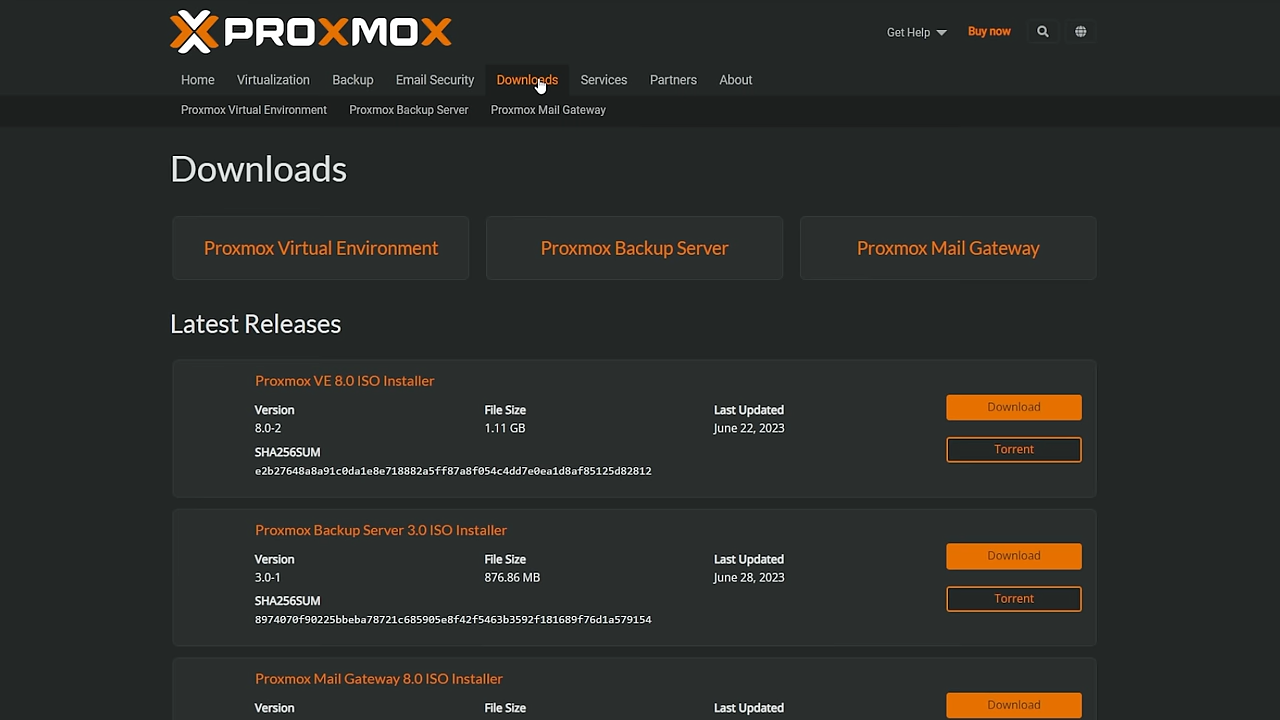 PROXMOX
Get Help
Buy now
Home
Virtualization
Backup
Email Security
Downloads
Services
Partners
About
Proxmox Virtual Environment
Proxmox Backup Server
Proxmox Mail Gateway
Downloads
Proxmox Virtual Environment
Proxmox Backup Server
Proxmox Mail Gateway
Latest Releases
Proxmox VE 8.0 ISO Installer
Version
File Size
Last Updated
8.0-2
1.11 GB
June 22, 2023
SHA256SUM
e2b27648a8a91c0da1e8e718882a5ff87a8f054c4dd7e0ea1d8af85125d82812
Download
Torrent
Proxmox Backup Server 3.0 ISO Installer
Version
File Size
Last Updated
3.0-1
876.86 MB
June 28, 2023
SHA256SUM
8974070f90225bbeba78721c685905e8f42f5463b3592f181689f76d1a579154
Download
Torrent
Proxmox Mail Gateway 8.0 ISO Installer
Version
File Size
Last Updated
Download